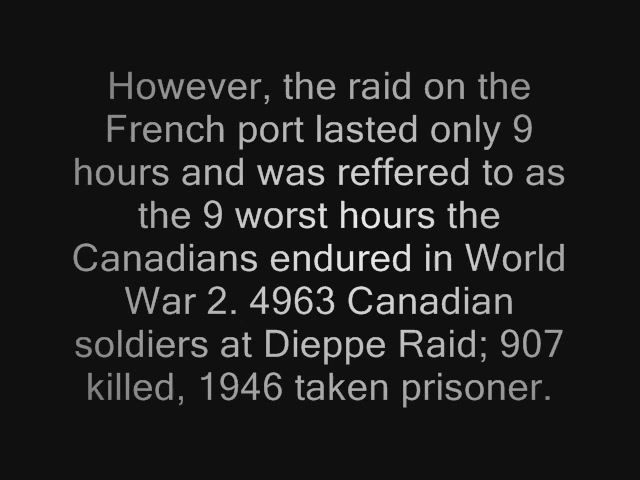 However, the raid on the
French port lasted only 9
hours and was reffered to as
the 9 worst hours the
Canadians endured in World
War 2. 4963 Canadian
soldiers at Dieppe Raid; 907
killed, 1946 taken prisoner.